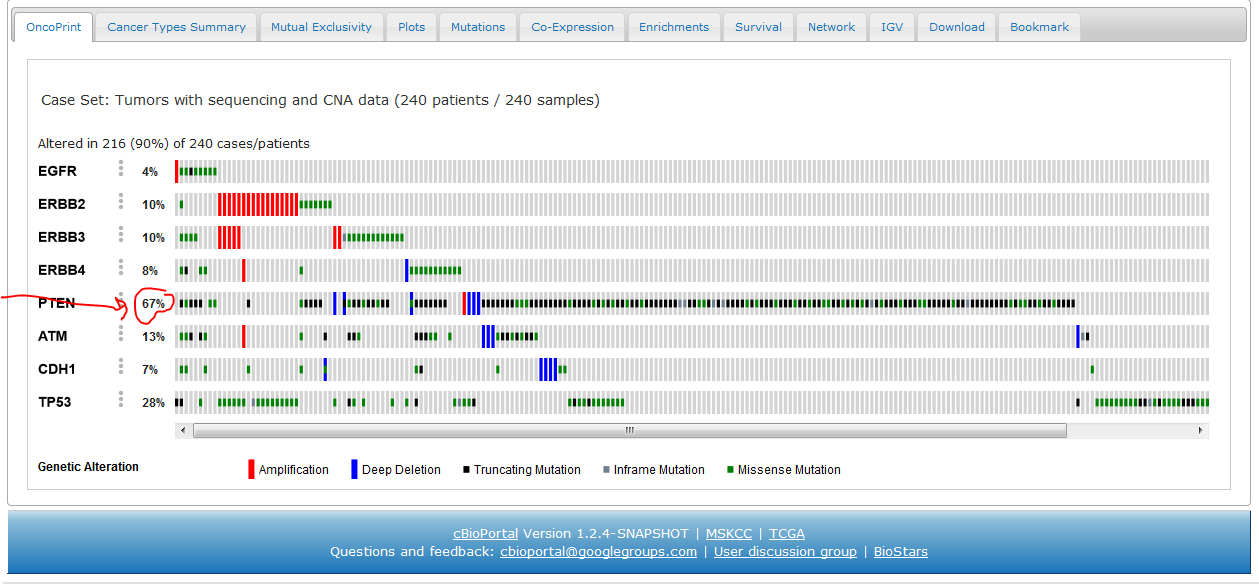 OncoPrint Cancer Types Summary Mutual Exclusivity Plots Mutations Co-Expression Enrichments Survival Network IGV Download Bookmark
Case Set: Tumors with sequencing and CNA data (240 patients / 240 samples)
Altered in 216 (90%) of 240 cases/patients
EGFR 4%
ERBB2 10%
ERBB3 10%
ERBB4 8%
PTEN 67%
ATM 13%
CDH1 7%
TP53 28%
Genetic Alteration Amplification Deep Deletion Truncating Mutation Inframe Mutation Missense Mutation
cBioPortal Version 1.2.4-SNAPSHOT | MSKCC | TCGA
Questions and feedback: cbioportal@googlegroups.com | User discussion group | BioStars